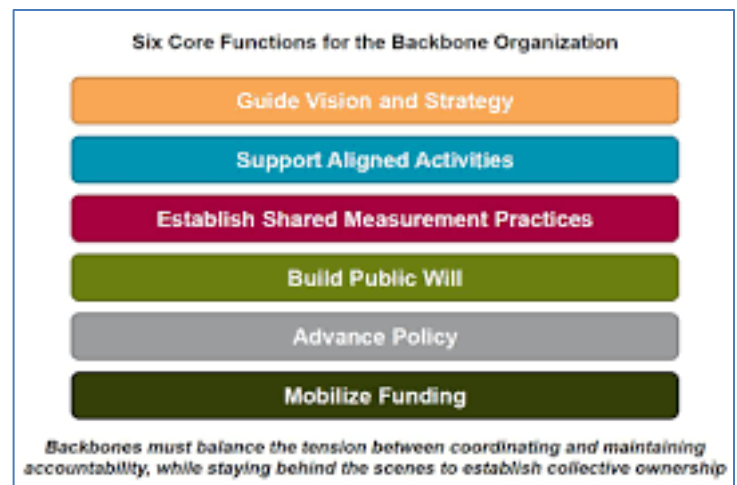 Six Core Functions for the Backbone Organization
Guide Vision and Strategy
Support Aligned Activities
Establish Shared Measurement Practices
Build Public Will
Advance Policy
Mobilize Funding
Backbones must balance the tension between coordinating and maintaining
accountability, while staying behind the scenes to establish collective ownership